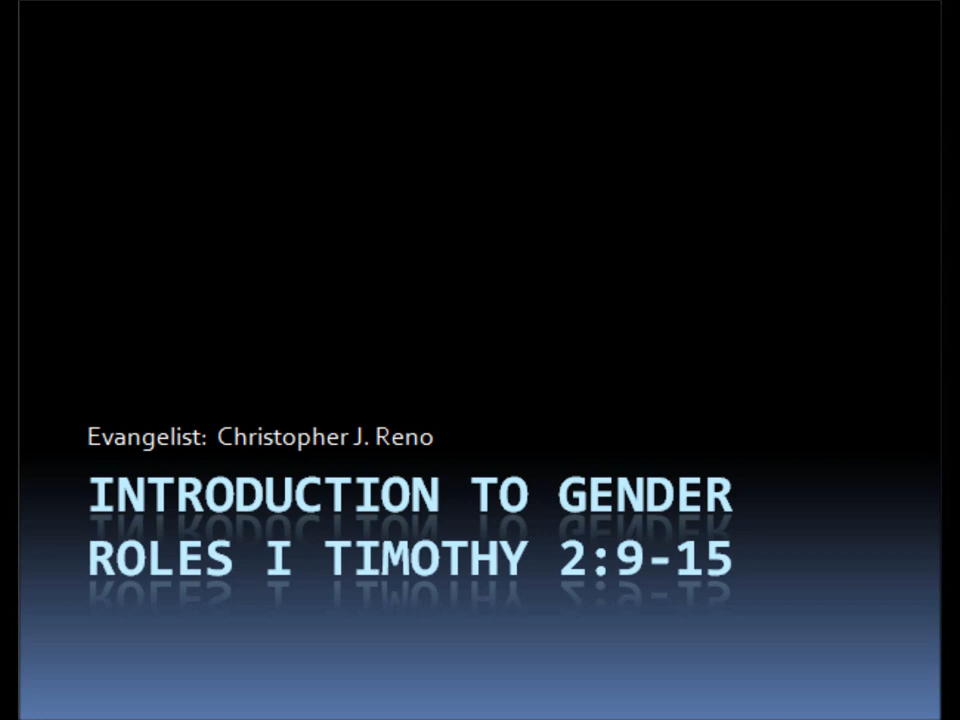 Evangelist: Christopher J. Reno
INTRODUCTION TO GENDER
ROLES I TIMOTHY 2:9-15